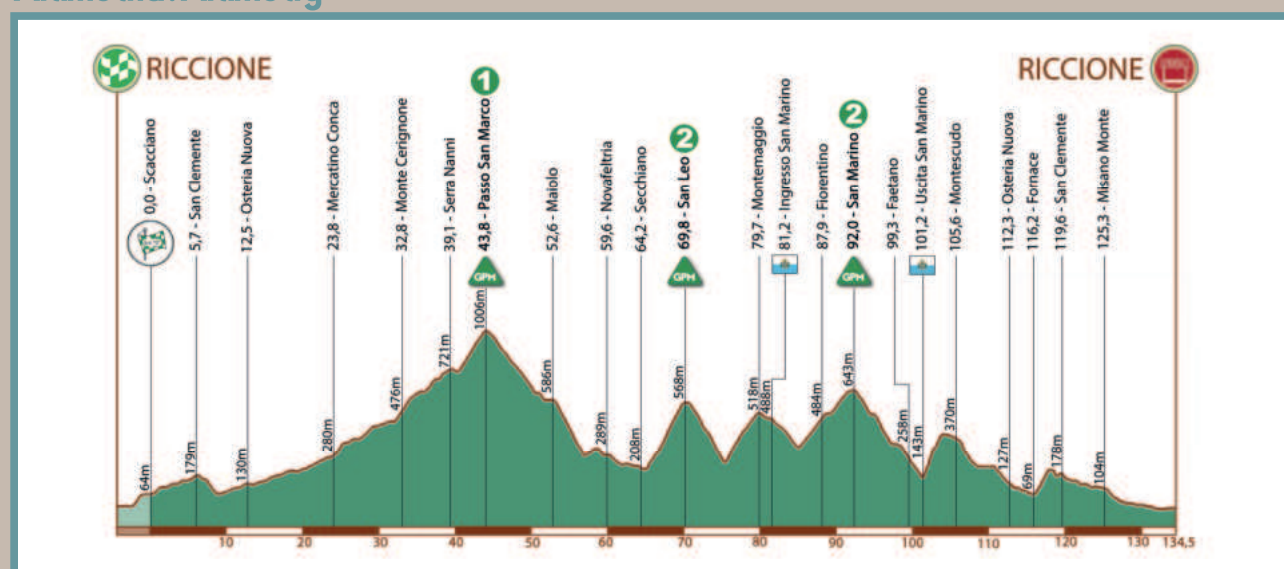 RICCIONE
RICCIONE
0,0 - Scacciano
5,7 - San Clemente
12,5 - Osteria Nuova
23,8 - Mercatino Conca
32,8 - Monte Cerignone
39,1 - Serra Nanni
1
43,8 - Passo San Marco
52,6 - Maiolo
59,6 - Novafeltria
64,2 - Secchiano
2
69,8 - San Leo
79,7 - Montemaggio
81,2 - Ingresso San Marino
87,9 - Fiorentino
2
92,0 - San Marino
99,3 - Faetano
101,2 - Uscita San Marino
105,6 - Montescudo
112,3 - Osteria Nuova
116,2 - Fornace
119,6 - San Clemente
125,3 - Misano Monte
GPM
GPM
GPM
64m
179m
130m
280m
476m
721m
1006m
586m
289m
208m
568m
518m
488m
484m
643m
258m
143m
370m
127m
69m
178m
104m
10
20
30
40
50
60
70
80
90
100
110
120
130
134,5